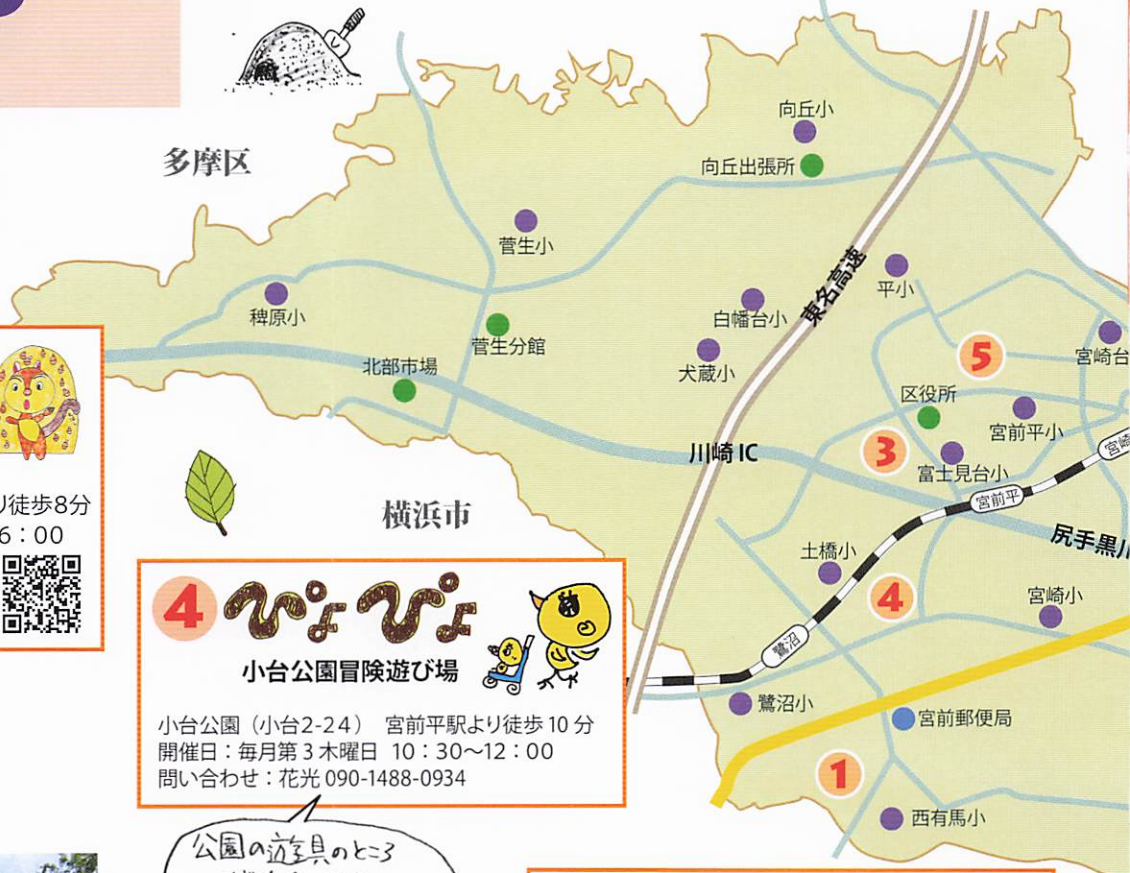 多摩区
向丘小
向丘出張所
菅生小
東名高速
平小
稗原小
白幡台小
菅生分館
宮崎台
5
犬蔵小
北部市場
区役所
宮前平小
3
川崎 IC
富士見台小
宮崎
宮前平
り徒歩8分
6：00
横浜市
尻手黒川
土橋小
4
宮崎小
鷺沼
4 ぴよぴよ
小台公園冒険遊び場
鷺沼小
宮前郵便局
小台公園（小台2-24） 宮前平駅より徒歩 10 分
開催日：毎月第 3 木曜日 10：30～12：00
問い合わせ：花光 090-1488-0934
1
西有馬小
公園の遊具のところ